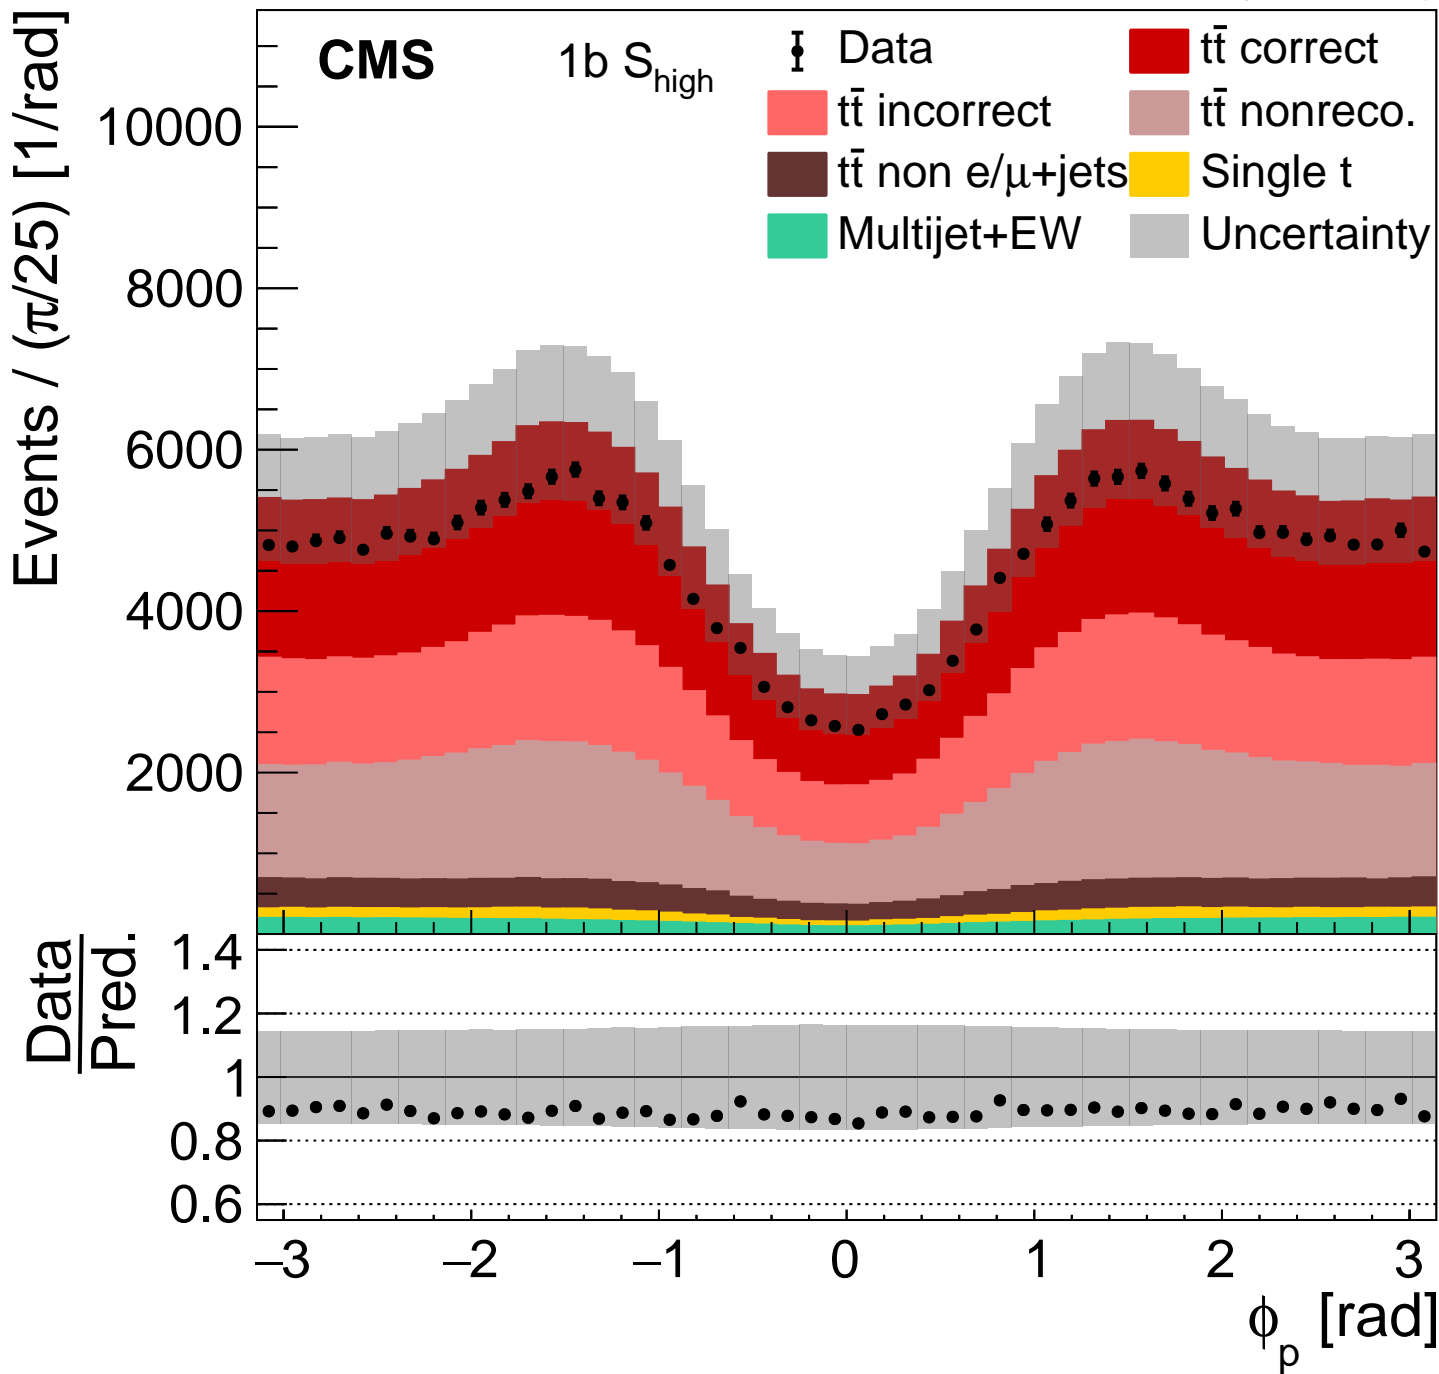 CMS 1b S_high
Data
tt̄ correct
tt̄ incorrect
tt̄ nonreco.
tt̄ non e/μ+jets
Single t
Multijet+EW
Uncertainty
Events / (π/25) [1/rad]
10000
8000
6000
4000
2000
Data
Pred.
1.4
1.2
1
0.8
0.6
−3 −2 −1 0 1 2 3
ϕ_p [rad]